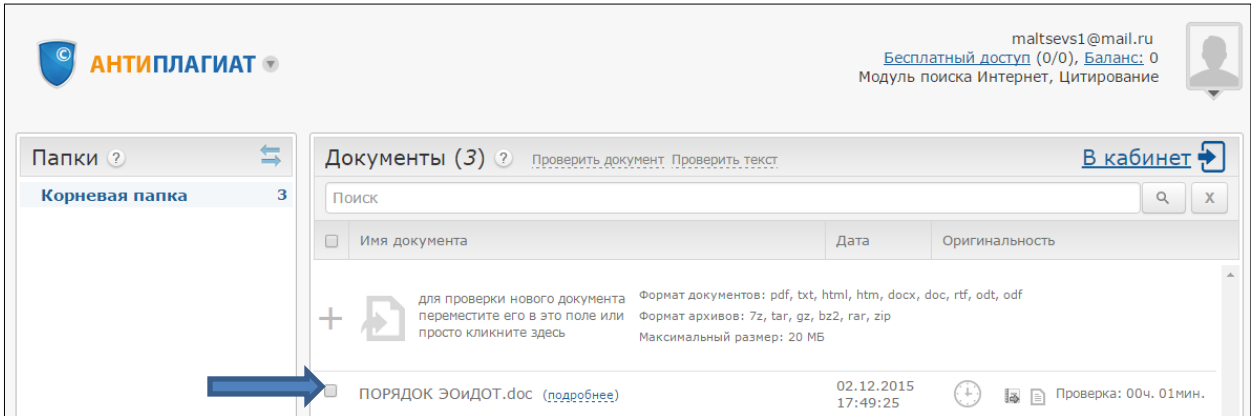 ©
АНТИПЛАГИАТ
maltsevs1@mail.ru
Бесплатный доступ (0/0), Баланс: 0
Модуль поиска Интернет, Цитирование
Папки ?
Корневая папка 3
Документы (3) ? Проверить документ Проверить текст В кабинет
Поиск X
Имя документа Дата Оригинальность
для проверки нового документа
переместите его в это поле или
просто кликните здесь
Формат документов: pdf, txt, html, htm, docx, doc, rtf, odt, odf
Формат архивов: 7z, tar, gz, bz2, rar, zip
Максимальный размер: 20 МБ
ПОРЯДОК ЭОиДОТ.doc (подробнее) 02.12.2015 Проверка: 00ч. 01мин.
17:49:25